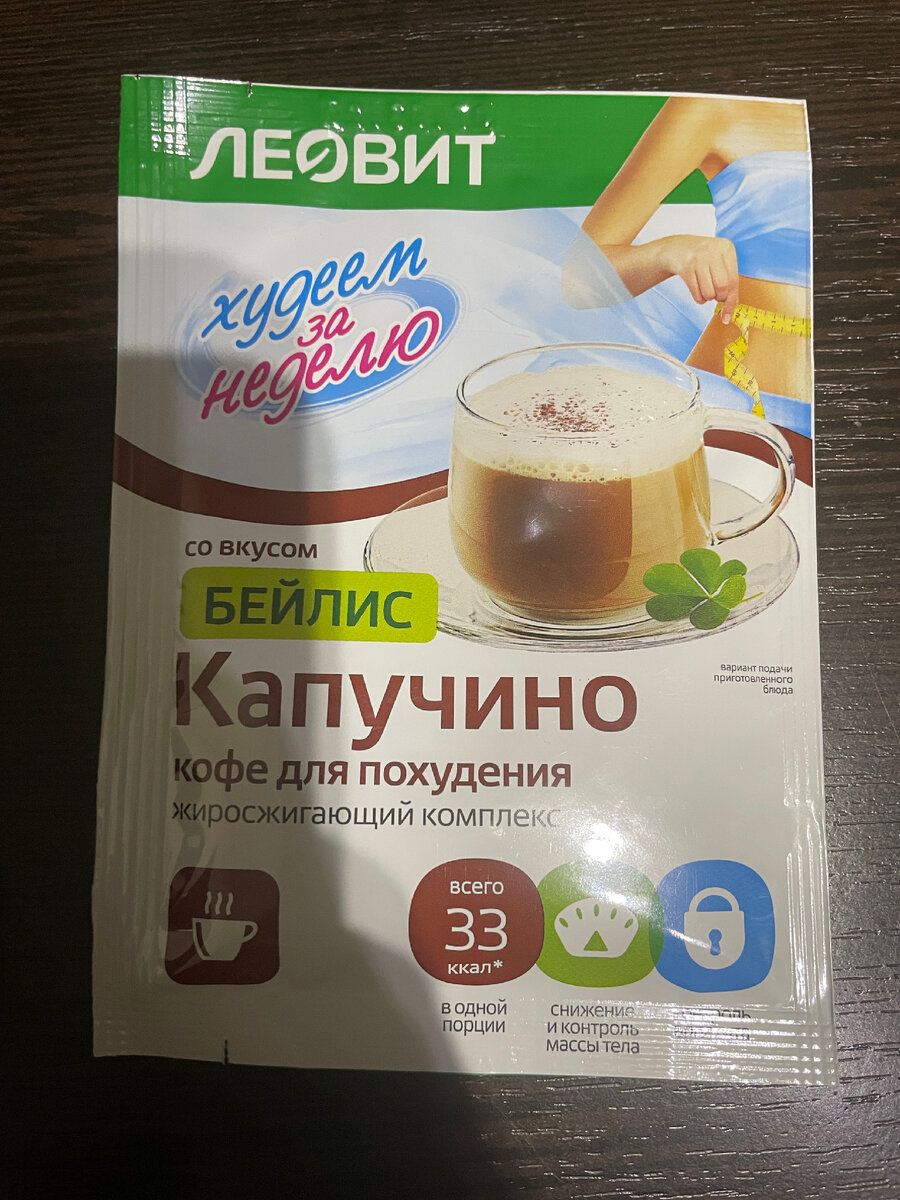 ЛЕОВИТ
худеем
за
неделю
со вкусом
БЕЙЛИС
Капучино
кофе для похудения
жиросжигающий комплекс
вариант подачи
приготовленного
блюда
всего
33
ккал*
в одной
порции
снижение
и контроль
массы тела